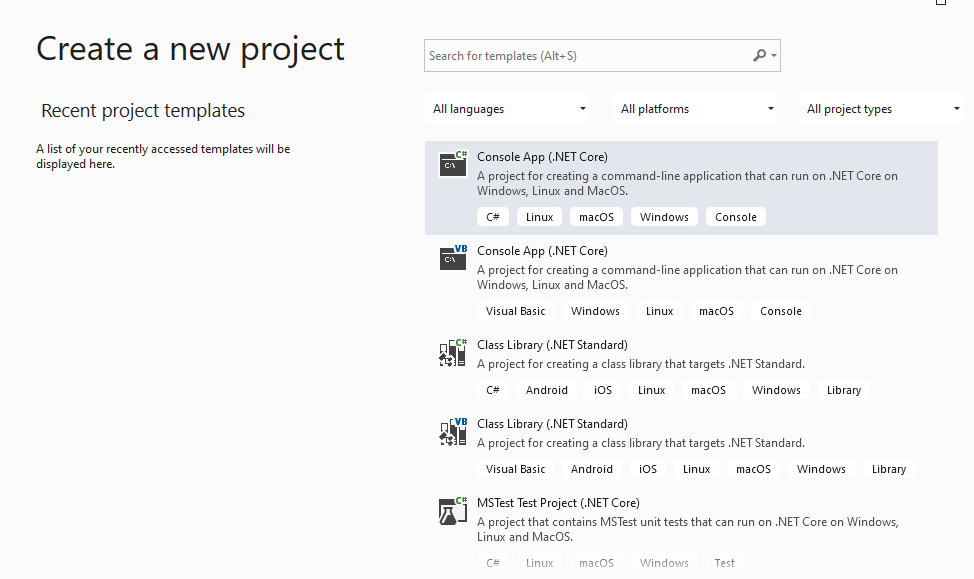 Create a new project
Search for templates (Alt+S)
Recent project templates
All languages
All platforms
All project types
A list of your recently accessed templates will be
displayed here.
C#
C:\
Console App (.NET Core)
A project for creating a command-line application that can run on .NET Core on
Windows, Linux and MacOS.
C# Linux macOS Windows Console
VB
C:\
Console App (.NET Core)
A project for creating a command-line application that can run on .NET Core on
Windows, Linux and MacOS.
Visual Basic Windows Linux macOS Console
C#
Class Library (.NET Standard)
A project for creating a class library that targets .NET Standard.
C# Android iOS Linux macOS Windows Library
VB
Class Library (.NET Standard)
A project for creating a class library that targets .NET Standard.
Visual Basic Android iOS Linux macOS Windows Library
C#
MSTest Test Project (.NET Core)
A project that contains MSTest unit tests that can run on .NET Core on Windows,
Linux and MacOS.
C# Linux macOS Windows Test